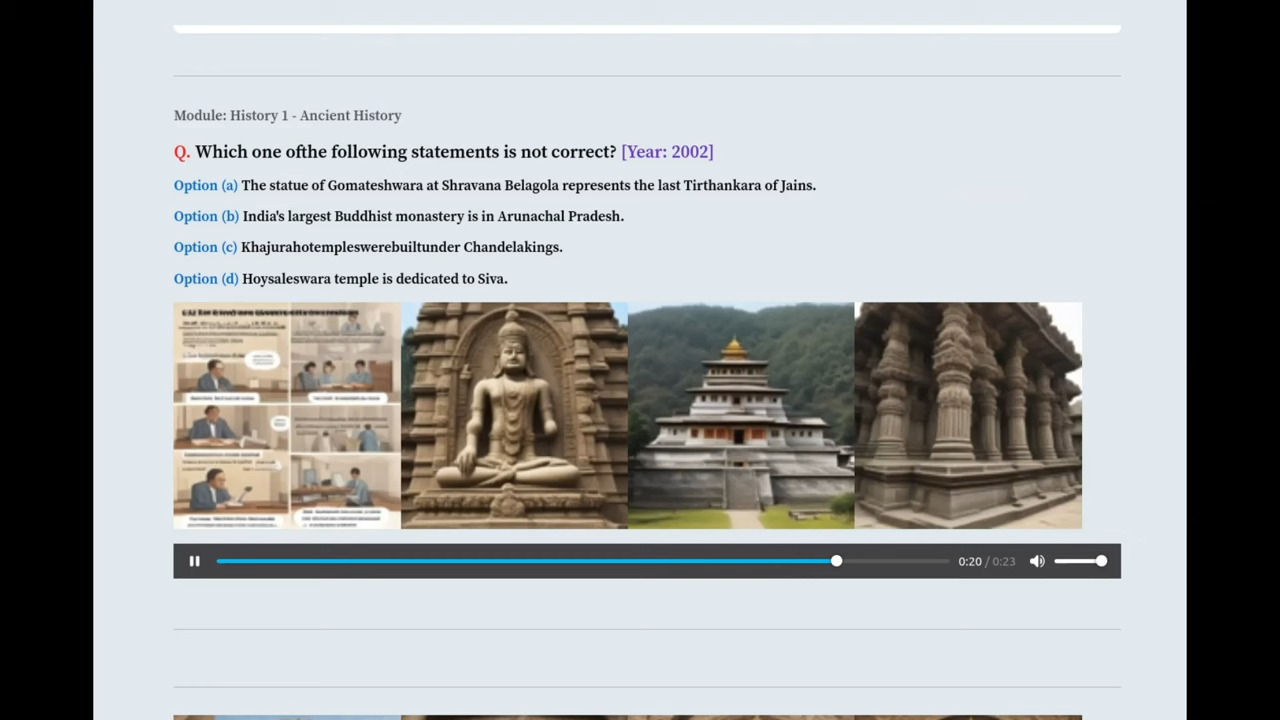 Module: History 1 - Ancient History
Q. Which one ofthe following statements is not correct? [Year: 2002]
Option (a) The statue of Gomateshwara at Shravana Belagola represents the last Tirthankara of Jains.
Option (b) India's largest Buddhist monastery is in Arunachal Pradesh.
Option (c) Khajurahotempleswerebuiltunder Chandelakings.
Option (d) Hoysaleswara temple is dedicated to Siva.
0:20 / 0:23